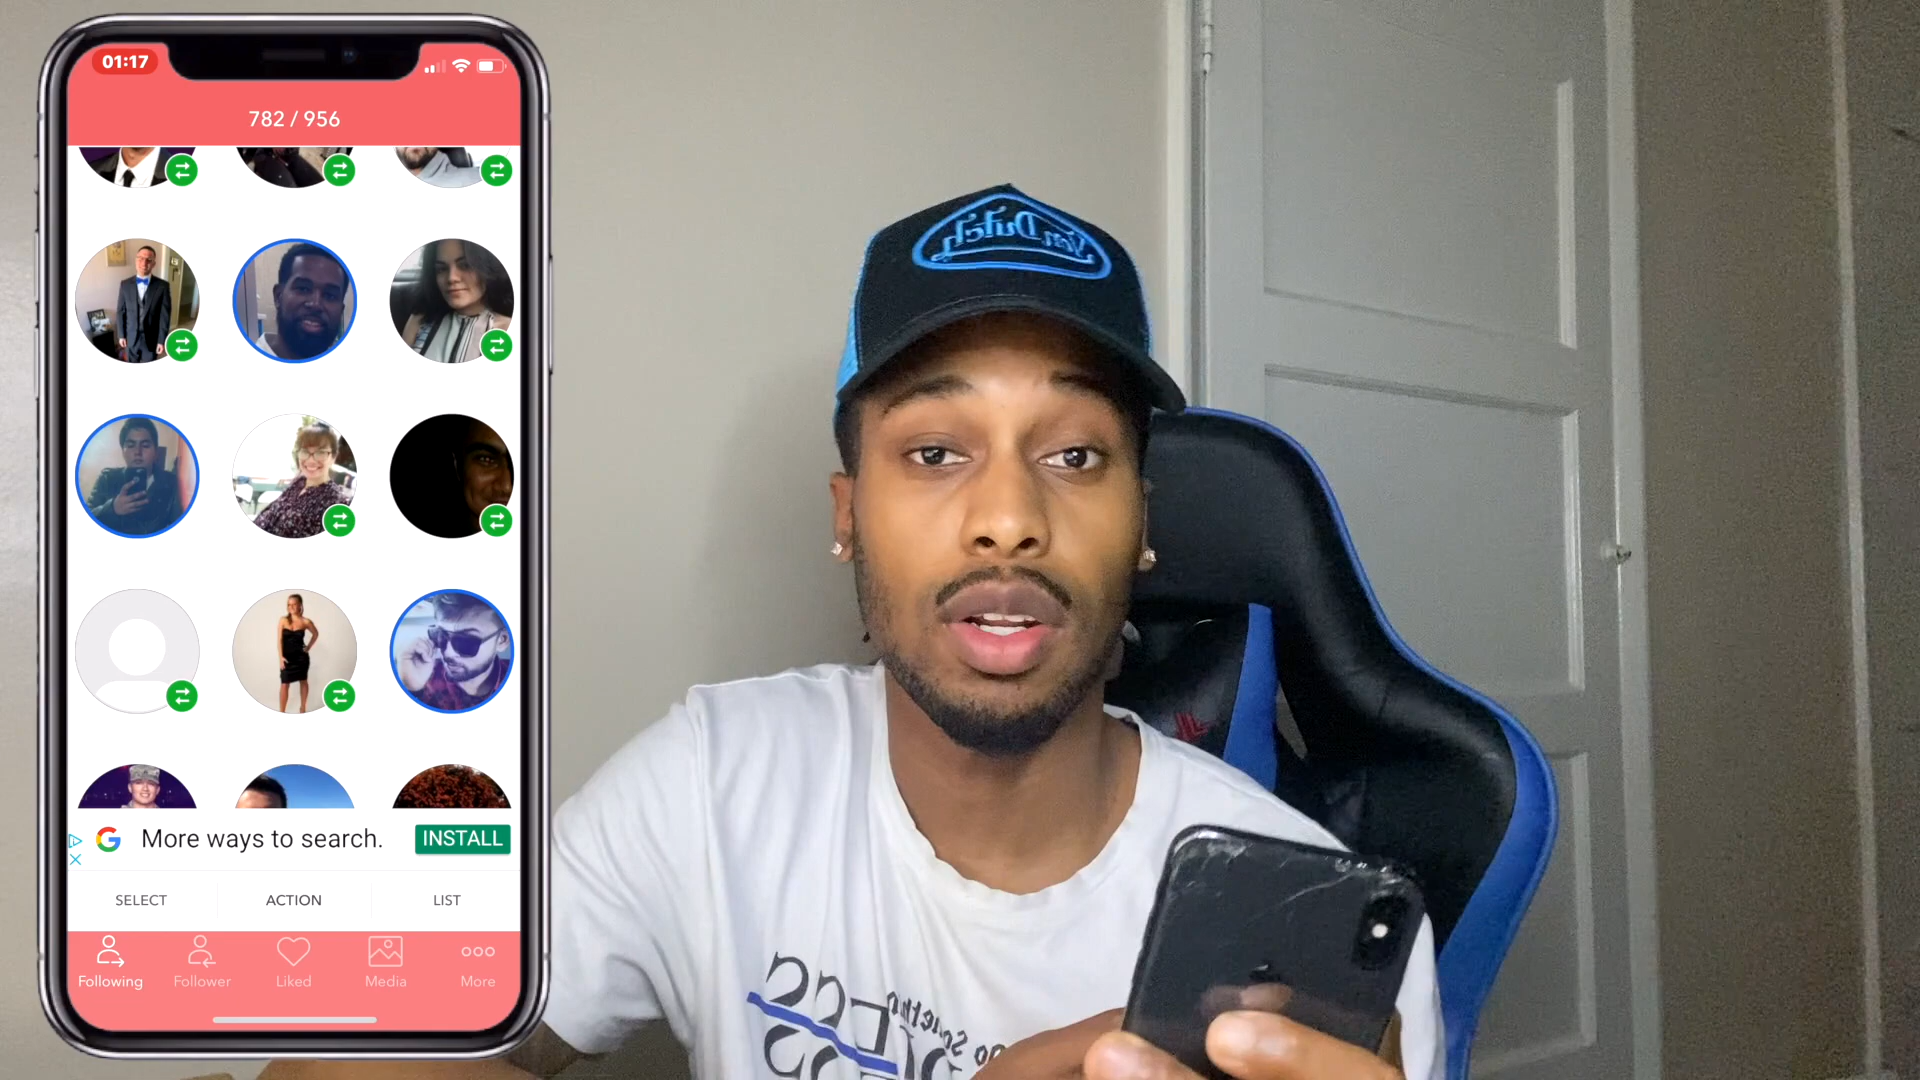 01:17
782 / 956
More ways to search.
INSTALL
SELECT ACTION LIST
Following Follower Liked Media More
Von Dutch